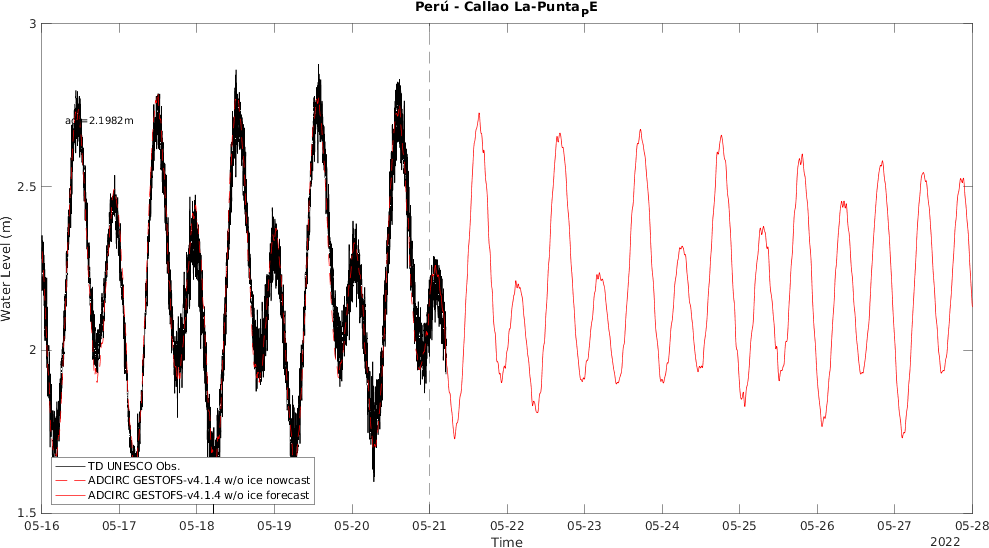 Perú - Callao La-PuntaPE
3
2.5
2
1.5
Water Level (m)
=2.1982m
TD UNESCO Obs.
ADCIRC GESTOFS-v4.1.4 w/o ice nowcast
ADCIRC GESTOFS-v4.1.4 w/o ice forecast
05-16 05-17 05-18 05-19 05-20 05-21 05-22 05-23 05-24 05-25 05-26 05-27 05-28
Time
2022